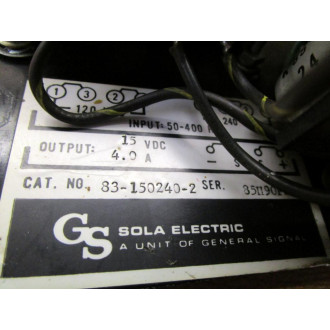 1 3 2
120 240
INPUT: 50-400
OUTPUT: 15 VDC
4.0 A
- S +
CAT. NO. 83-150240-2 SER.
GS SOLA ELECTRIC
A UNIT OF GENERAL SIGNAL